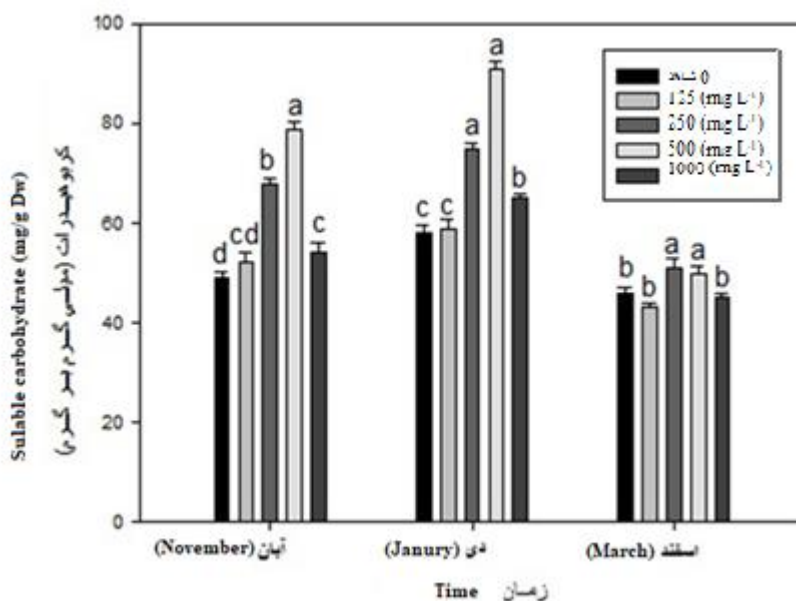 Sulable carbohydrate (mg/g Dw)
کربوهیدرات (میلی گرم بر گرم)
100
80
60
40
20
0
0 شاهد
125 (mg L⁻¹)
250 (mg L⁻¹)
500 (mg L⁻¹)
1000 (mg L⁻¹)
d cd b a c
c c a a b
b b a a b
(November) آبان
(Janury) دی
(March) اسفند
Time زمان